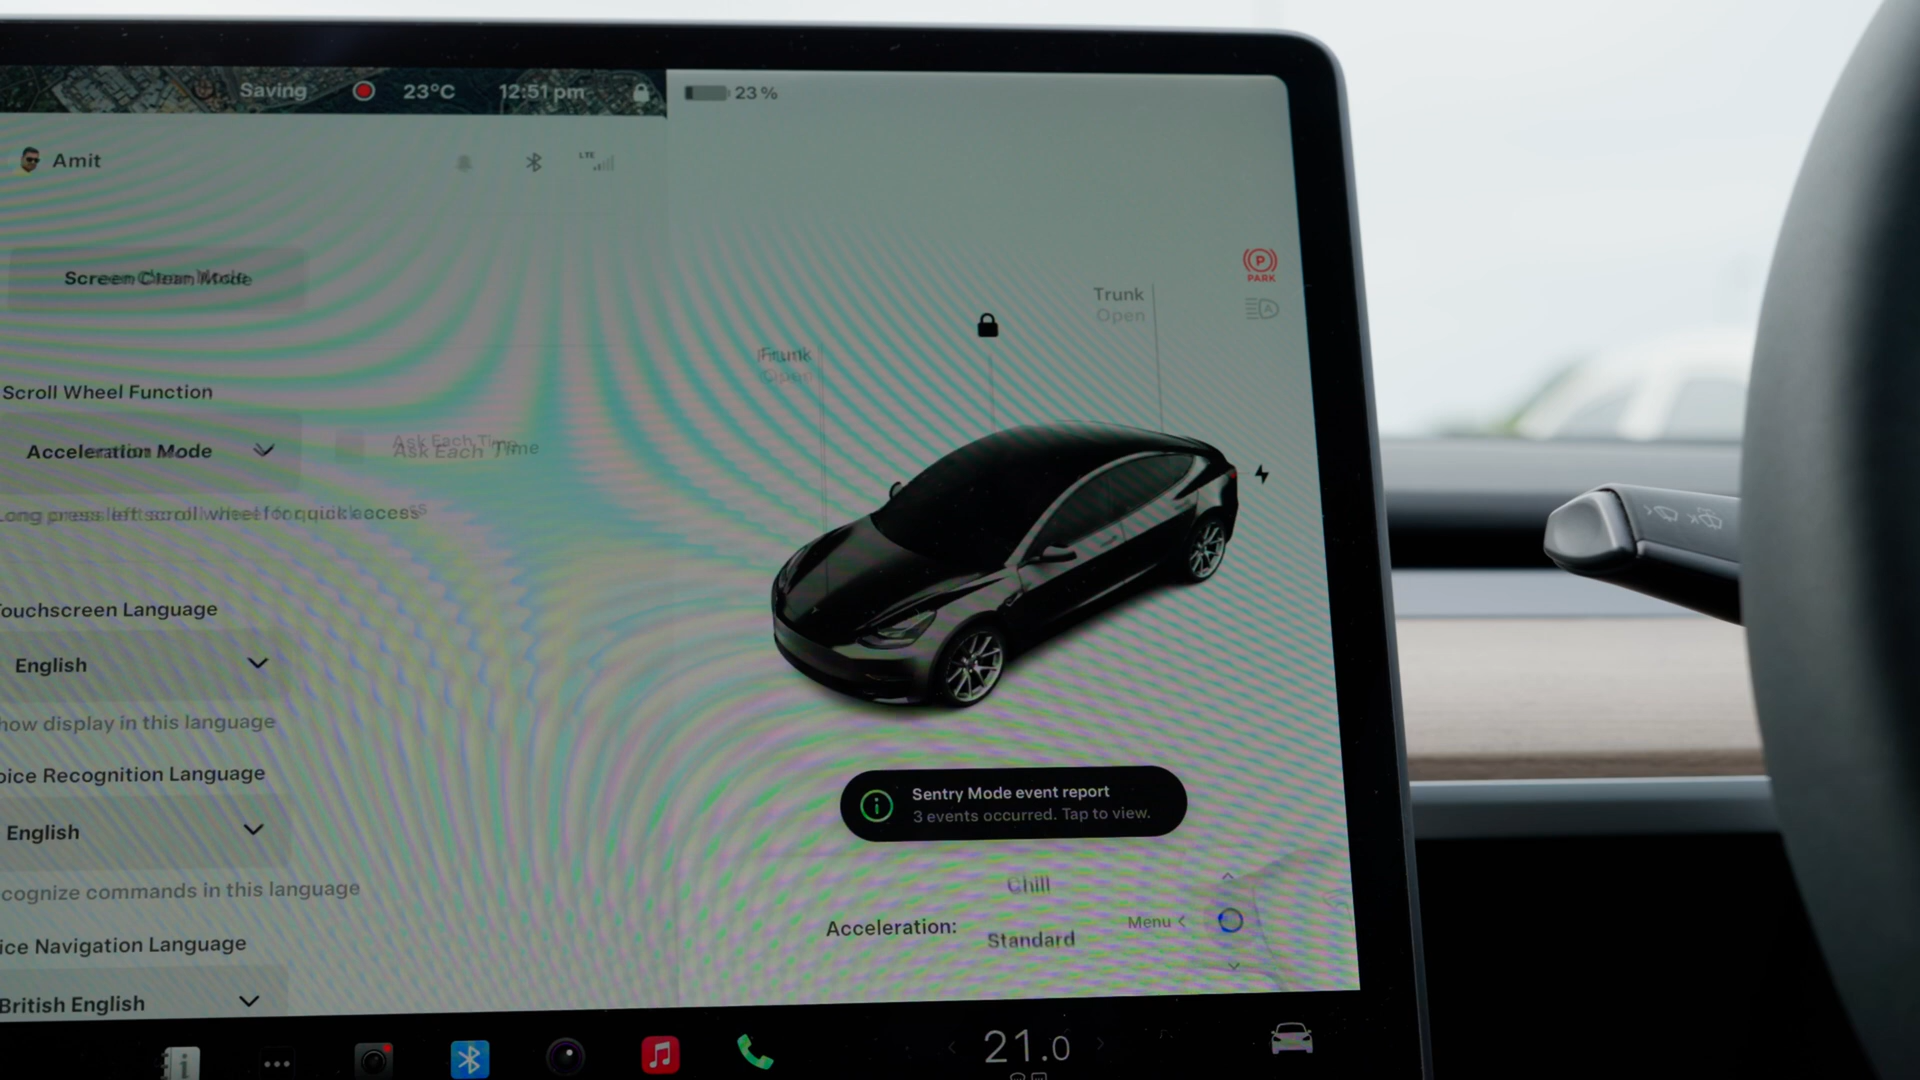 Saving
23°C
12:51 pm
23 %
Amit
LTE
Screen Clean Mode
Scroll Wheel Function
Acceleration Mode
Ask Each Time
Long press left scroll wheel for quick access
Touchscreen Language
English
how display in this language
oice Recognition Language
English
cognize commands in this language
ice Navigation Language
British English
PARK
Trunk
Open
Frunk
Open
Sentry Mode event report
3 events occurred. Tap to view.
Chill
Acceleration:
Standard
Menu <
21.0